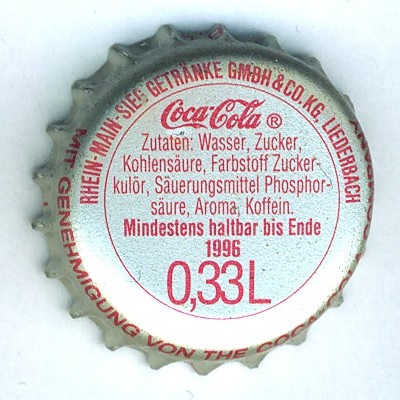 RHEIN-MAIN-SIEG GETRÄNKE GMBH & CO. KG, LIEDERBACH
Coca-Cola ®
Zutaten: Wasser, Zucker,
Kohlensäure, Farbstoff Zucker-
kulör, Säuerungsmittel Phosphor-
säure, Aroma, Koffein.
Mindestens haltbar bis Ende
1996
0,33L
MIT GENEHMIGUNG VON THE COCA-